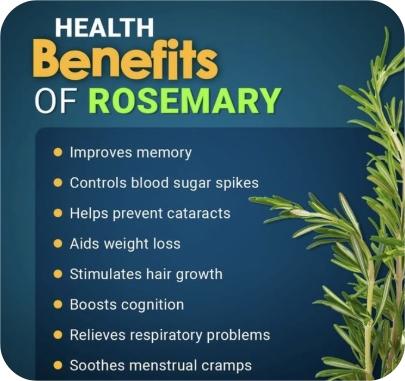 HEALTH
Benefits
OF ROSEMARY
Improves memory
Controls blood sugar spikes
Helps prevent cataracts
Aids weight loss
Stimulates hair growth
Boosts cognition
Relieves respiratory problems
Soothes menstrual cramps